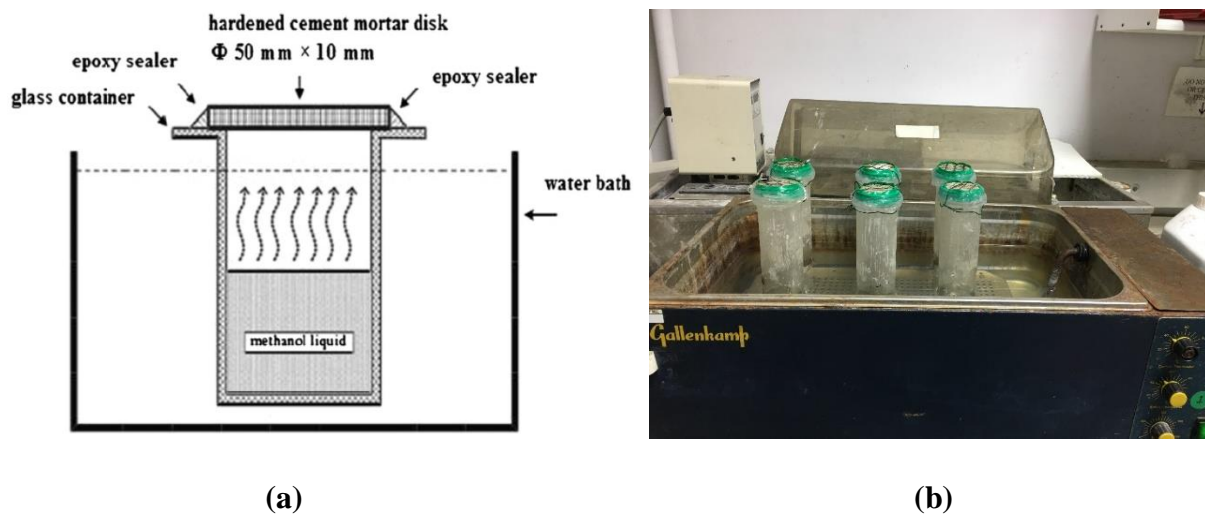 hardened cement mortar disk
Φ 50 mm × 10 mm
epoxy sealer
epoxy sealer
glass container
water bath
methanol liquid
Gallenkamp
(a)
(b)